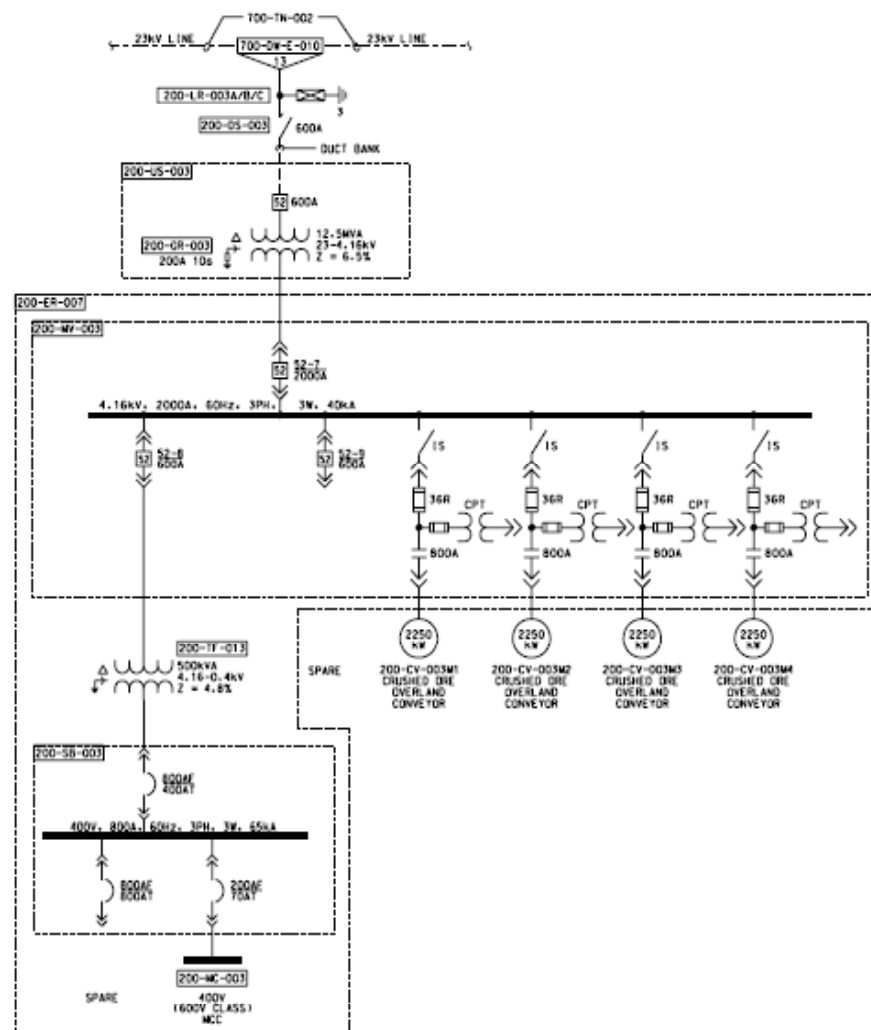 700-TN-002
23kV LINE
700-DW-E-010
23kV LINE
13
200-LR-003A/B/C
3
200-DS-003
600A
DUCT BANK
200-US-003
52 600A
12.5MVA
23-4.16kV
Z = 6.5%
200-GR-003
200A 10s
200-ER-007
200-MV-003
52
52-7
2000A
4.16kV, 2000A, 60Hz, 3PH, 3W, 40kA
52
52-8
600A
52
52-9
600A
IS
IS
IS
IS
36R
CPT
36R
CPT
36R
CPT
36R
CPT
800A
800A
800A
800A
2250
kW
2250
kW
2250
kW
2250
kW
SPARE
200-CV-003M1
CRUSHED ORE
OVERLAND
CONVEYOR
200-CV-003M2
CRUSHED ORE
OVERLAND
CONVEYOR
200-CV-003M3
CRUSHED ORE
OVERLAND
CONVEYOR
200-CV-003M4
CRUSHED ORE
OVERLAND
CONVEYOR
200-TF-013
500kVA
4.16-0.4kV
Z = 4.8%
200-SB-003
800AF
400AT
400V, 800A, 60Hz, 3PH, 3W, 65kA
800AF
800AT
200AF
70AT
200-MC-003
SPARE
400V
(600V CLASS)
MCC